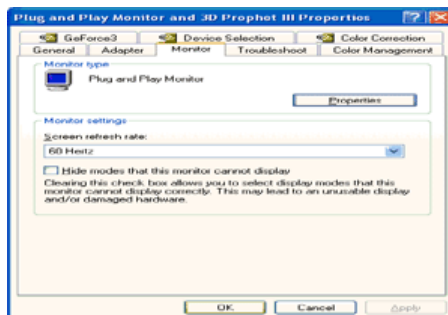 Plug and Play Monitor and 3D Prophet III Properties
GeForce3 Device Selection Color Correction
General Adapter Monitor Troubleshoot Color Management
Monitor type
Plug and Play Monitor
Properties
Monitor settings
Screen refresh rate:
60 Hertz
Hide modes that this monitor cannot display
Clearing this check box allows you to select display modes that this
monitor cannot display correctly. This may lead to an unusable display
and/or damaged hardware.
OK Cancel Apply